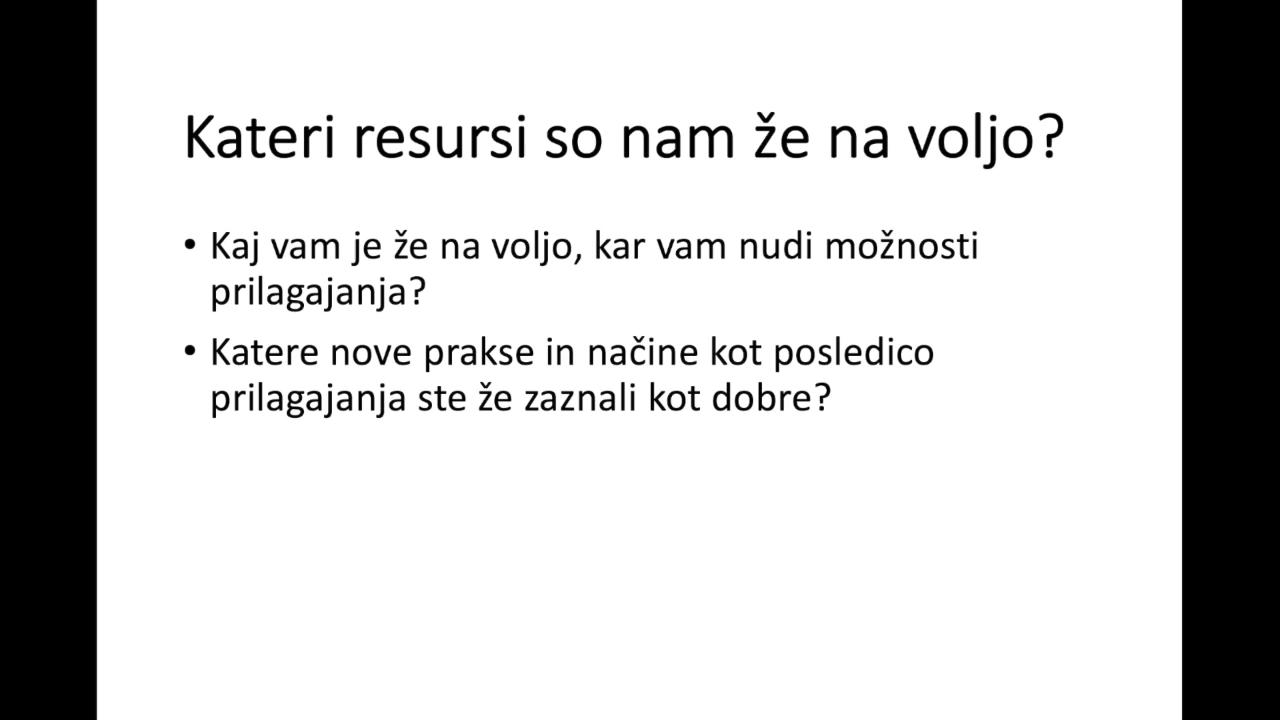 Kateri resursi so nam že na voljo?
• Kaj vam je že na voljo, kar vam nudi možnosti
prilagajanja?
• Katere nove prakse in načine kot posledico
prilagajanja ste že zaznali kot dobre?